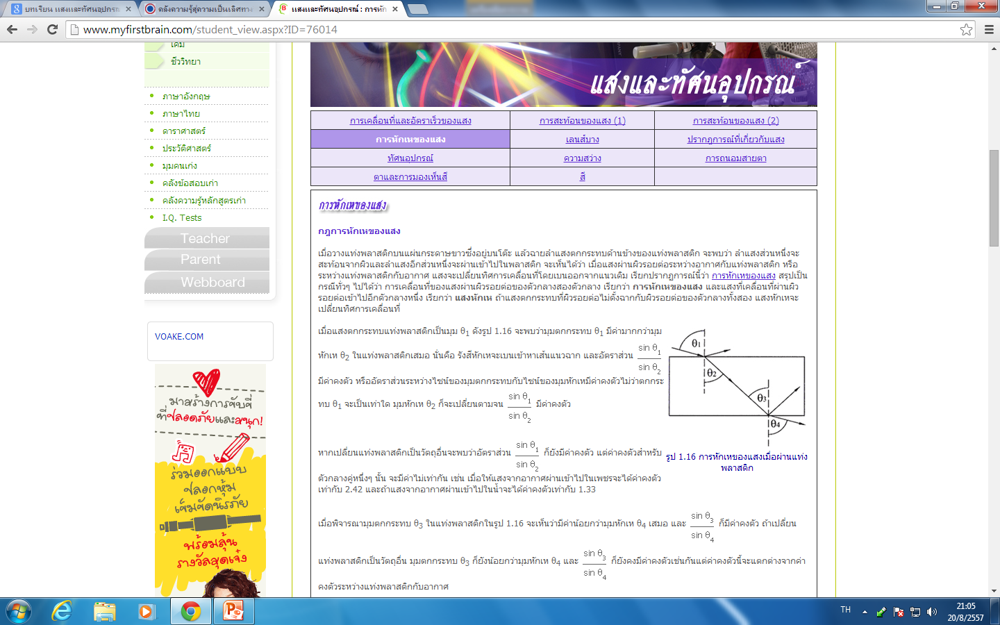 บทเรียน แสงและทัศนอุปกรณ์
คลังความรู้สู่ความเป็นเลิศทาง
แสงและทัศนอุปกรณ์ : การหัก
www.myfirstbrain.com/student_view.aspx?ID=76014
เคมี
ชีววิทยา
ภาษาอังกฤษ
ภาษาไทย
ดาราศาสตร์
ประวัติศาสตร์
มุมคนเก่ง
คลังข้อสอบเก่า
คลังความรู้หลักสูตรเก่า
I.Q. Tests
Teacher
Parent
Webboard
VOAKE.COM
มาสร้างการขับขี่
ที่ปลอดภัยและสนุก!
ร่วมออกแบบ
ปลอกหุ้ม
เข็มขัดนิรภัย
พร้อมลุ้น
รางวัลสุดเจ๋ง
แสงและทัศนอุปกรณ์
การเคลื่อนที่และอัตราเร็วของแสง การสะท้อนของแสง (1) การสะท้อนของแสง (2)
การหักเหของแสง เลนส์บาง ปรากฏการณ์ที่เกี่ยวกับแสง
ทัศนอุปกรณ์ ความสว่าง การถนอมสายตา
ตาและการมองเห็นสี สี
การหักเหของแสง
กฎการหักเหของแสง
เมื่อวางแท่งพลาสติกบนแผ่นกระดาษขาวซึ่งอยู่บนโต๊ะ แล้วฉายลำแสงตกกระทบด้านข้างของแท่งพลาสติก จะพบว่า ลำแสงส่วนหนึ่งจะ
สะท้อนจากผิวและลำแสงอีกส่วนหนึ่งจะผ่านเข้าไปในพลาสติก จะเห็นได้ว่า เมื่อแสงผ่านผิวรอยต่อระหว่างอากาศกับแท่งพลาสติก หรือ
ระหว่างแท่งพลาสติกกับอากาศ แสงจะเปลี่ยนทิศการเคลื่อนที่โดยเบนออกจากแนวเดิม เรียกปรากฏการณ์นี้ว่า การหักเหของแสง สรุปเป็น
กรณีทั่วๆ ไปได้ว่า การเคลื่อนที่ของแสงผ่านผิวรอยต่อของตัวกลางสองตัวกลาง เรียกว่า การหักเหของแสง และแสงที่เคลื่อนที่ผ่านผิว
รอยต่อเข้าไปอีกตัวกลางหนึ่ง เรียกว่า แสงหักเห ถ้าแสงตกกระทบที่ผิวรอยต่อไม่ตั้งฉากกับผิวรอยต่อของตัวกลางทั้งสอง แสงหักเหจะ
เปลี่ยนทิศการเคลื่อนที่
เมื่อแสงตกกระทบแท่งพลาสติกเป็นมุม θ1 ดังรูป 1.16 จะพบว่ามุมตกกระทบ θ1 มีค่ามากกว่ามุม
หักเห θ2 ในแท่งพลาสติกเสมอ นั่นคือ รังสีหักเหจะเบนเข้าหาเส้นแนวฉาก และอัตราส่วน sin θ1 / sin θ2
มีค่าคงตัว หรืออัตราส่วนระหว่างไซน์ของมุมตกกระทบกับไซน์ของมุมหักเหมีค่าคงตัวไม่ว่าตกกระ
ทบ θ1 จะเป็นเท่าใด มุมหักเห θ2 ก็จะเปลี่ยนตามจน sin θ1 / sin θ2 มีค่าคงตัว
θ1
θ2
θ3
θ4
รูป 1.16 การหักเหของแสงเมื่อผ่านแท่ง
พลาสติก
หากเปลี่ยนแท่งพลาสติกเป็นวัตถุอื่นจะพบว่าอัตราส่วน sin θ1 / sin θ2 ก็ยังมีค่าคงตัว แต่ค่าคงตัวสำหรับ
ตัวกลางคู่หนึ่งๆ นั้น จะมีค่าไม่เท่ากัน เช่น เมื่อให้แสงจากอากาศผ่านเข้าไปในเพชรจะได้ค่าคงตัว
เท่ากับ 2.42 และถ้าแสงจากอากาศผ่านเข้าไปในน้ำจะได้ค่าคงตัวเท่ากับ 1.33
เมื่อพิจารณามุมตกกระทบ θ3 ในแท่งพลาสติกในรูป 1.16 จะเห็นว่ามีค่าน้อยกว่ามุมหักเห θ4 เสมอ และ sin θ3 / sin θ4 ก็มีค่าคงตัว ถ้าเปลี่ยน
แท่งพลาสติกเป็นวัตถุอื่น มุมตกกระทบ θ3 ก็ยังน้อยกว่ามุมหักเห θ4 และ sin θ3 / sin θ4 ก็ยังคงมีค่าคงตัวเช่นกันแต่ค่าคงตัวนี้จะแตกต่างจากค่า
คงตัวระหว่างแท่งพลาสติกกับอากาศ
TH
21:05
20/8/2557